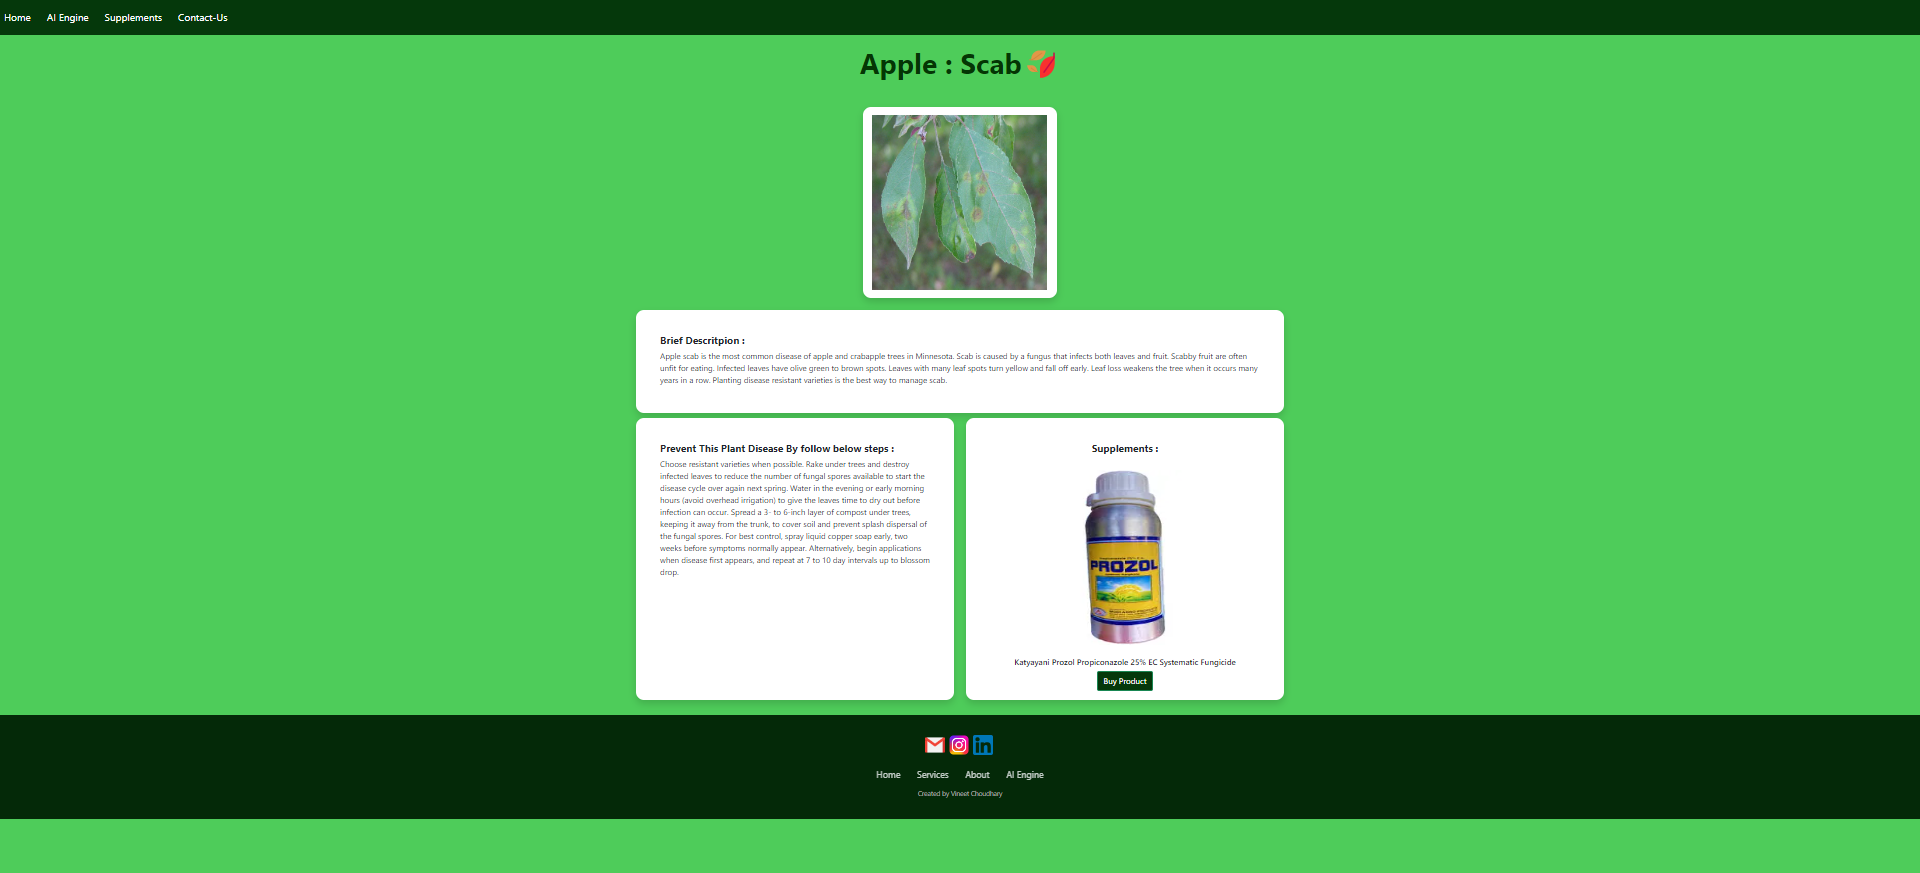 Home AI Engine Supplements Contact-Us
Apple : Scab
Brief Descritpion :
Apple scab is the most common disease of apple and crabapple trees in Minnesota. Scab is caused by a fungus that infects both leaves and fruit. Scabby fruit are often
unfit for eating. Infected leaves have olive green to brown spots. Leaves with many leaf spots turn yellow and fall off early. Leaf loss weakens the tree when it occurs many
years in a row. Planting disease resistant varieties is the best way to manage scab.
Prevent This Plant Disease By follow below steps :
Choose resistant varieties when possible. Rake under trees and destroy
infected leaves to reduce the number of fungal spores available to start the
disease cycle over again next spring. Water in the evening or early morning
hours (avoid overhead irrigation) to give the leaves time to dry out before
infection can occur. Spread a 3- to 6-inch layer of compost under trees,
keeping it away from the trunk, to cover soil and prevent splash dispersal of
the fungal spores. For best control, spray liquid copper soap early, two
weeks before symptoms normally appear. Alternatively, begin applications
when disease first appears, and repeat at 7 to 10 day intervals up to blossom
drop.
Supplements :
PROZOL
Katyayani Prozol Propiconazole 25% EC Systematic Fungicide
Buy Product
Home Services About AI Engine
Created by Vineet Choudhary